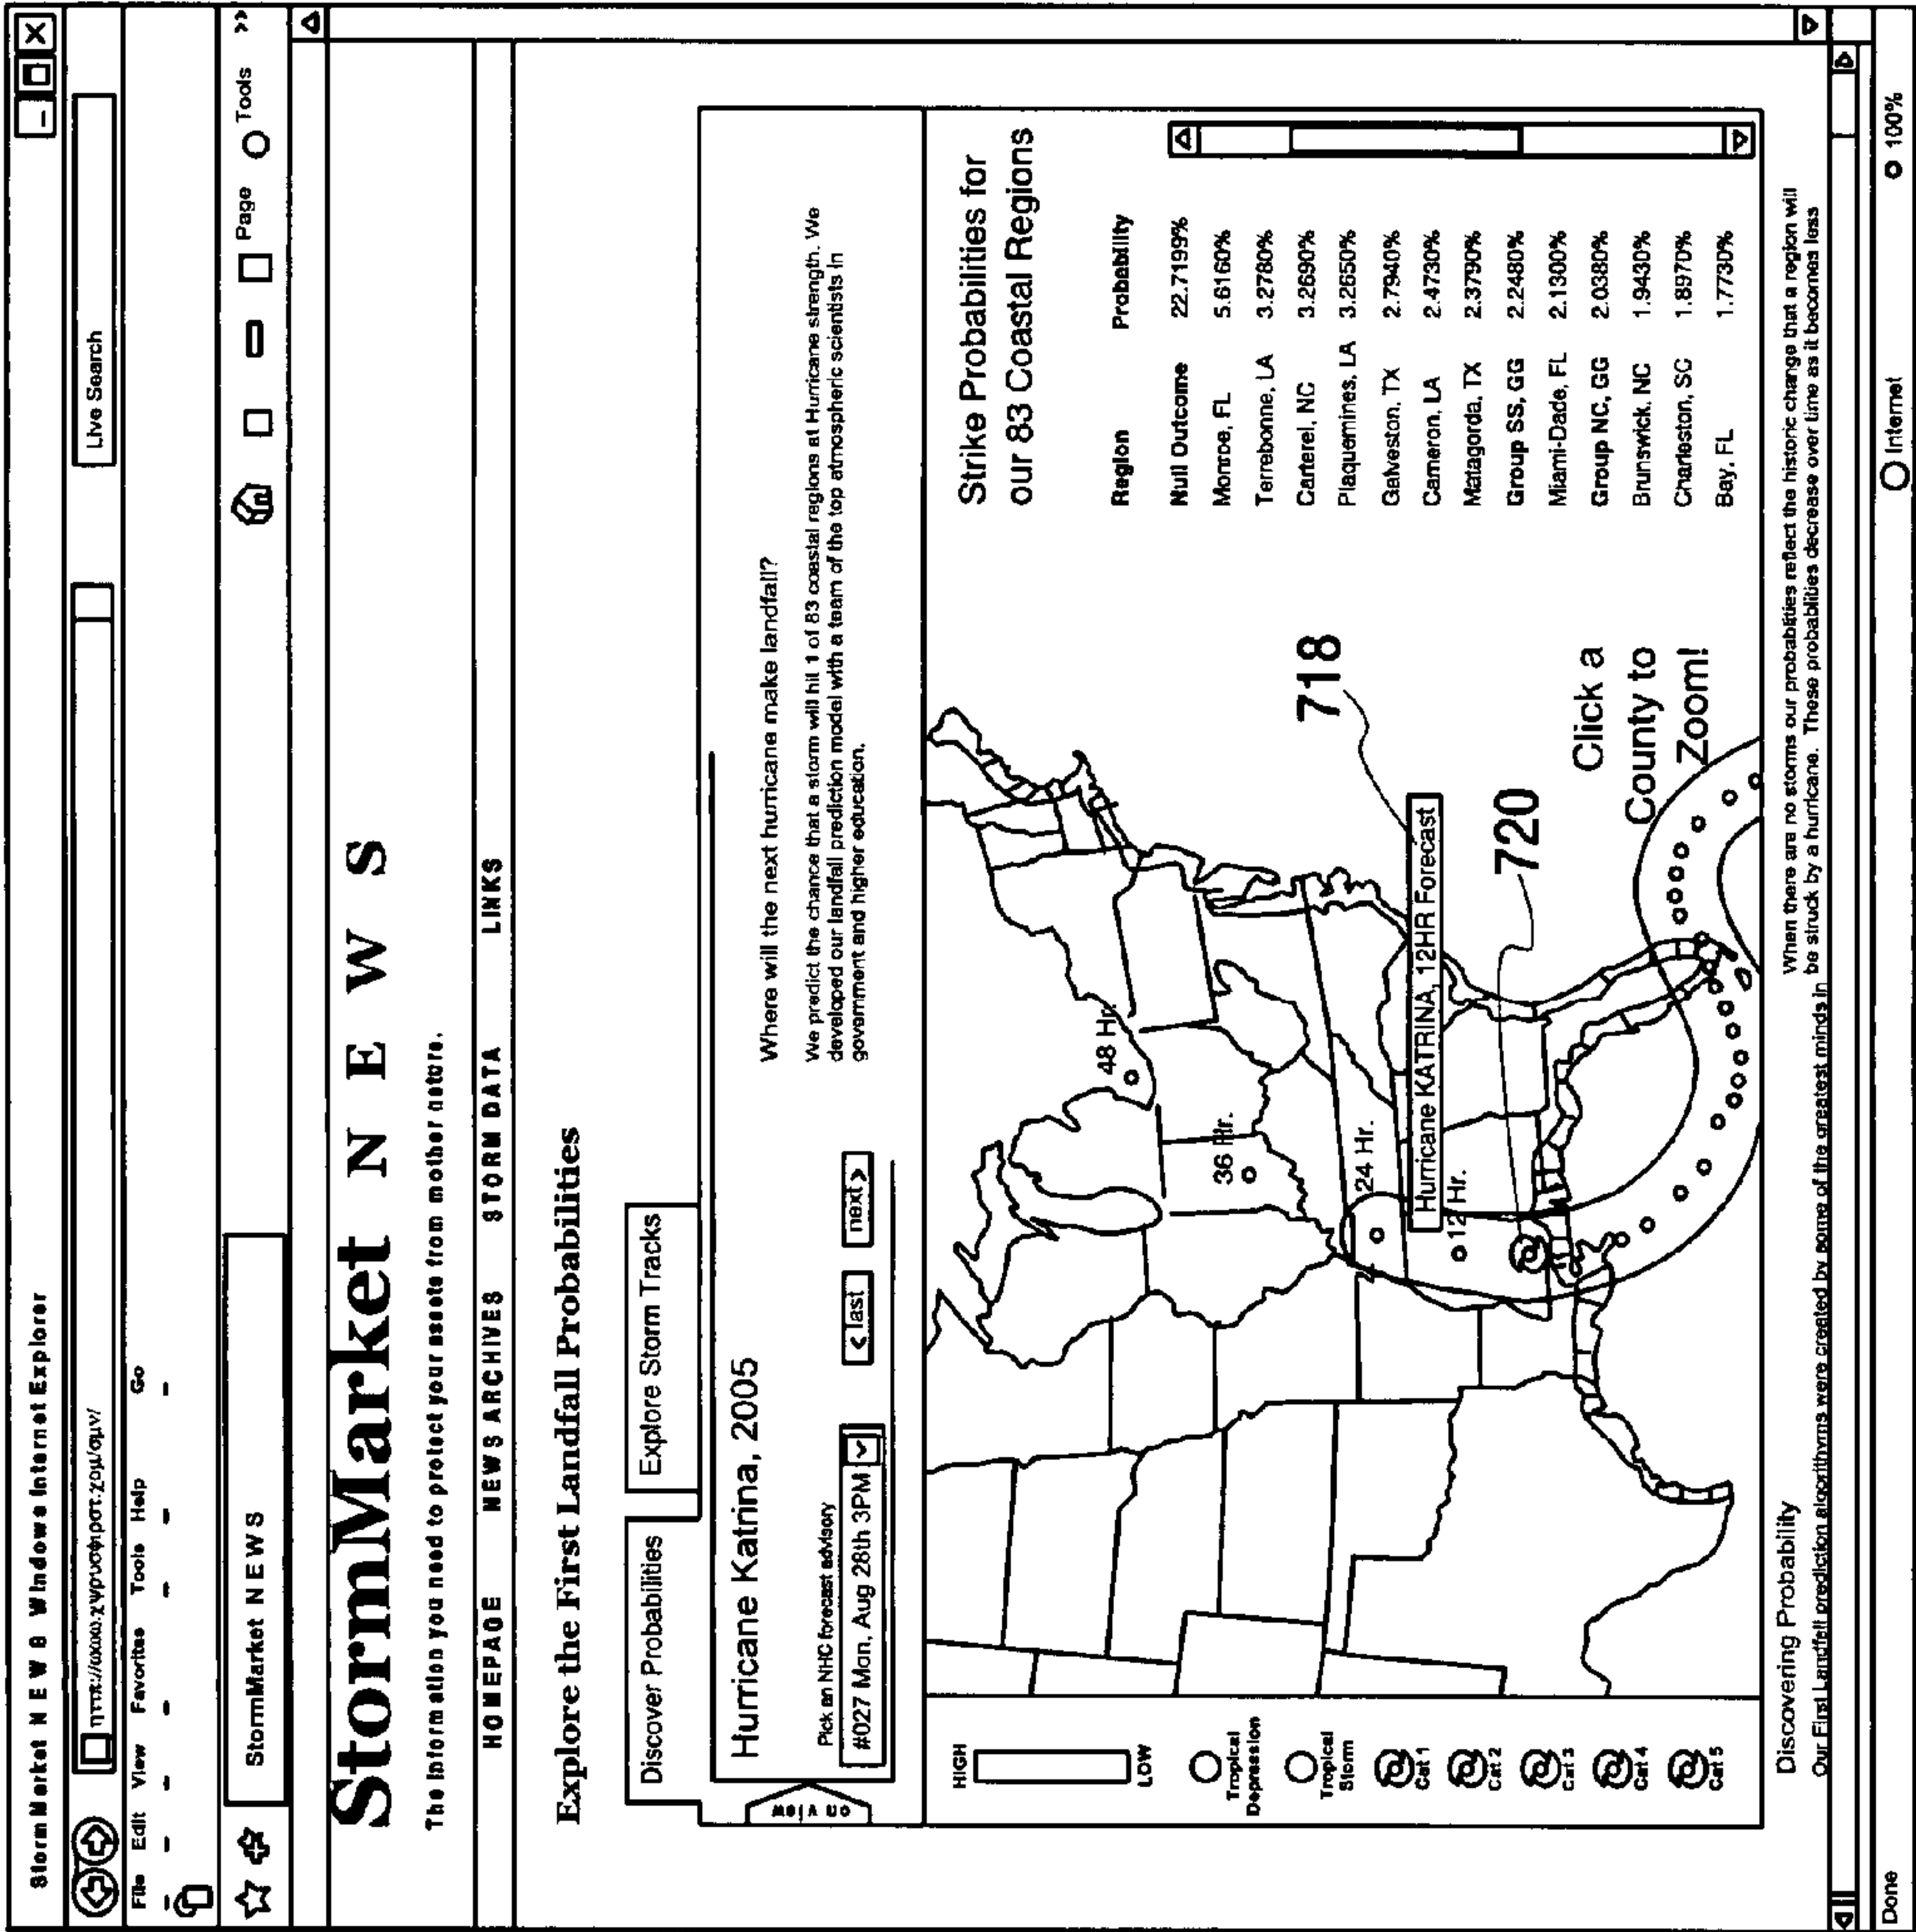 StormMarket N E W S Windows Internet Explorer
ηττπ://ωωω.χψρυσφιρστ.χομ/σμν/
Live Search
File Edit View Favorites Tools Help Go
StormMarket N E W S
Page Tools »
StormMarket N E W S
The information you need to protect your assets from mother nature.
HOMEPAGE NEWS ARCHIVES STORM DATA LINKS
Explore the First Landfall Probabilities
Discover Probabilities Explore Storm Tracks
Hurricane Katrina, 2005
Pick an NHC forecast advisory
#027 Mon, Aug 28th 3PM < last next >
Where will the next hurricane make landfall?
We predict the chance that a storm will hit 1 of 83 coastal regions at Hurricane strength. We
developed our landfall prediction model with a team of the top atmospheric scientists in
government and higher education.
HIGH
LOW
Tropical
Depression
Tropical
Storm
Cat 1
Cat 2
Cat 3
Cat 4
Cat 5
48 Hr.
36 Hr.
24 Hr.
Hurricane KATRINA, 12HR Forecast
12 Hr.
718
720
Click a
County to
Zoom!
Strike Probabilities for
our 83 Coastal Regions
Region Probability
Null Outcome 22.7199%
Monroe, FL 5.6160%
Terrebonne, LA 3.2780%
Carterel, NC 3.2690%
Plaquemines, LA 3.2650%
Galveston, TX 2.7940%
Cameron, LA 2.4730%
Matagorda, TX 2.3790%
Group SS, GG 2.2480%
Miami-Dade, FL 2.1300%
Group NC, GG 2.0380%
Brunswick, NC 1.9430%
Charleston, SC 1.8970%
Bay, FL 1.7730%
Discovering Probability
Our First Landfell prediction algorithms were created by some of the greatest minds in
When there are no storms our probablities reflect the historic change that a region will
be struck by a hurricane. These probablities decrease over time as it becomes less
Done Internet 100%